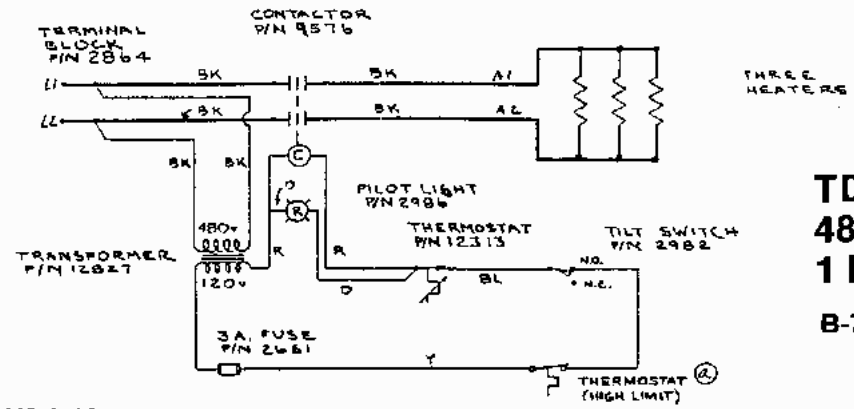 CONTACTOR
P/N 9576
TERMINAL
BLOCK
P/N 2864
L1
BK
BK
A1
THREE
HEATERS
L2
BK
BK
A2
BK
BK
C
O
R
PILOT LIGHT
P/N 2986
480V
TRANSFORMER
P/N 12827
120V
R
R
O
THERMOSTAT
P/N 12313
BL
TILT SWITCH
P/N 2982
N.O.
N.C.
3A. FUSE
P/N 2661
Y
THERMOSTAT a
(HIGH LIMIT)
TD
48
1
B-